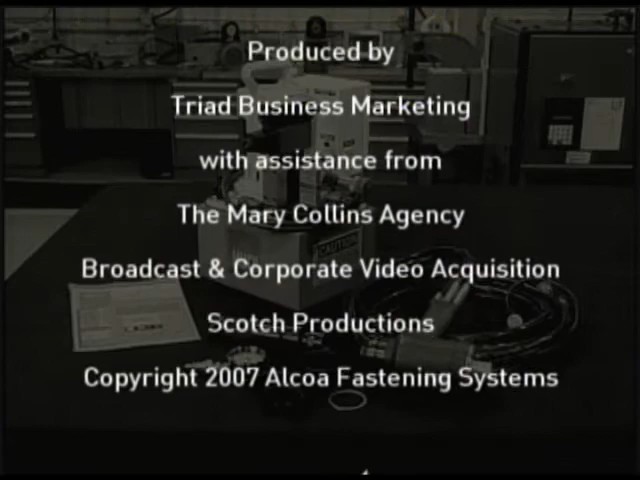 Produced by
Triad Business Marketing
with assistance from
The Mary Collins Agency
Broadcast & Corporate Video Acquisition
Scotch Productions
Copyright 2007 Alcoa Fastening Systems
CAUTION